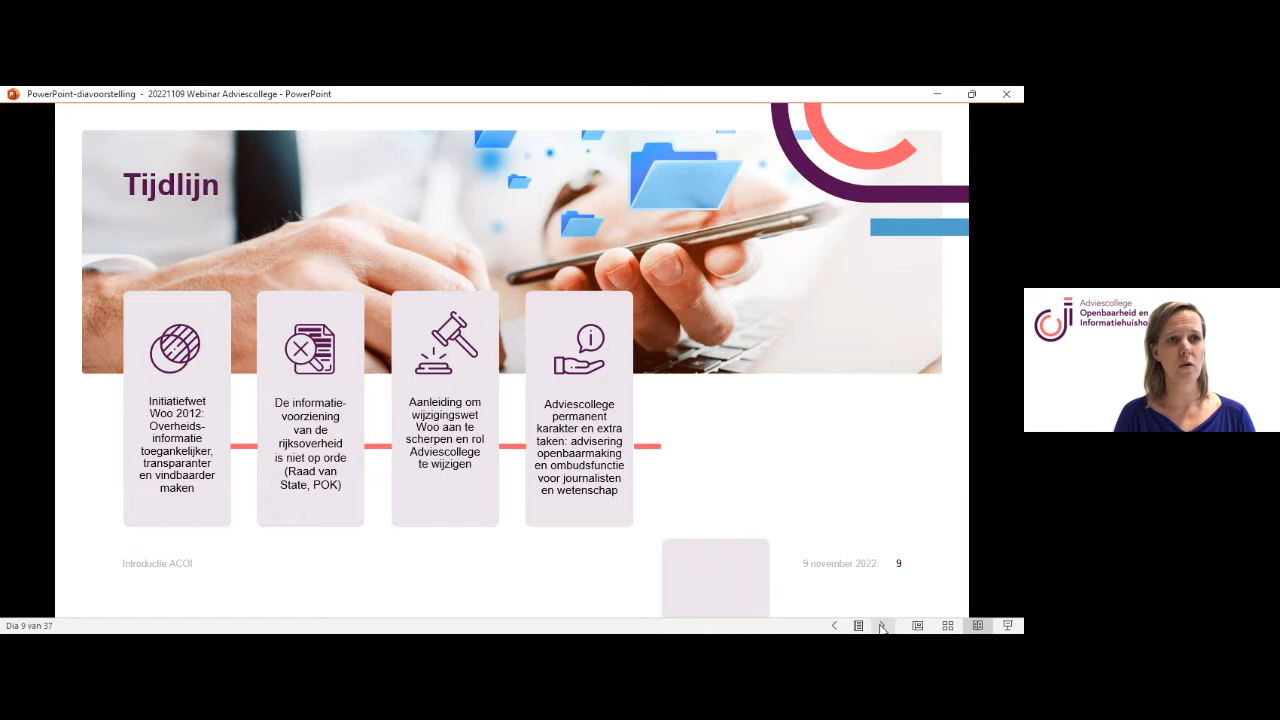 PowerPoint-diavoorstelling - 20221109 Webinar Adviescollege - PowerPoint
Tijdlijn
Initiatiefwet
Woo 2012:
Overheids-
informatie
toegankelijker,
transparanter
en vindbaarder
maken
De informatie-
voorziening
van de
rijksoverheid
is niet op orde
(Raad van
State, POK)
Aanleiding om
wijzigingswet
Woo aan te
scherpen en rol
Adviescollege
te wijzigen
Adviescollege
permanent
karakter en extra
taken: advisering
openbaarmaking
en ombudsfunctie
voor journalisten
en wetenschap
Introductie ACOI
9 november 2022
9
Dia 9 van 37
Adviescollege
Openbaarheid en
Informatiehuisho